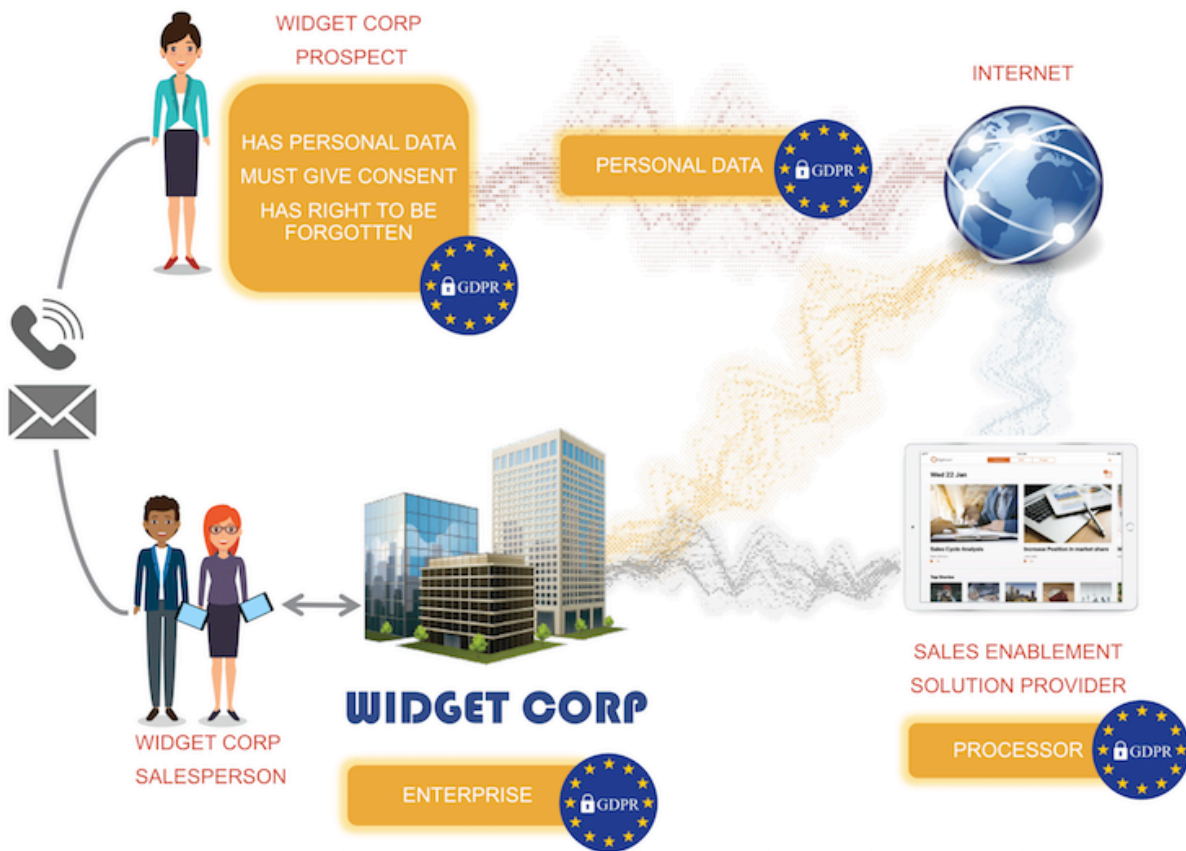 WIDGET CORP
PROSPECT
HAS PERSONAL DATA
MUST GIVE CONSENT
HAS RIGHT TO BE
FORGOTTEN
GDPR
PERSONAL DATA
GDPR
INTERNET
Wed 22 Jan
Sales Cycle Analysis
Increase Position in market share
Top Stories
WIDGET CORP
SALESPERSON
WIDGET CORP
ENTERPRISE
GDPR
SALES ENABLEMENT
SOLUTION PROVIDER
PROCESSOR
GDPR